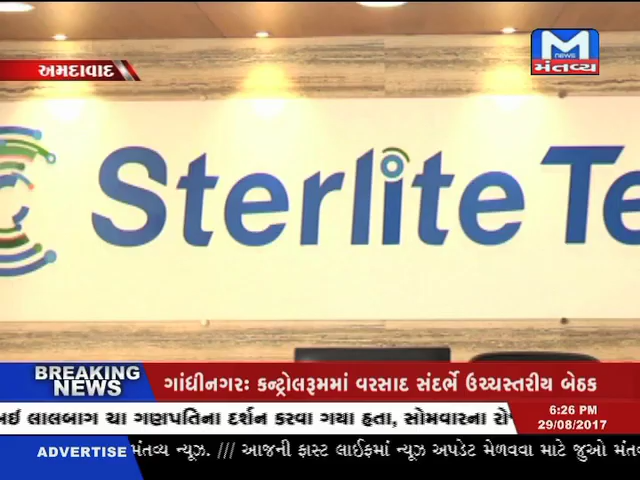 અમદાવાદ
M
news
મંતવ્ય
Sterlite Te
BREAKING
NEWS
ગાંધીનગરઃ કન્ટ્રોલરૂમમાં વરસાદ સંદર્ભે ઉચ્ચસ્તરીય બેઠક
લાલબાગ ચા ગણપતિના દર્શન કરવા ગયા હતા, સોમવારના
6:26 PM
29/08/2017
ADVERTISE
મંતવ્ય ન્યૂઝ. /// આજની ફાસ્ટ લાઈફમાં ન્યૂઝ અપડેટ મેળવવા માટે જુઓ